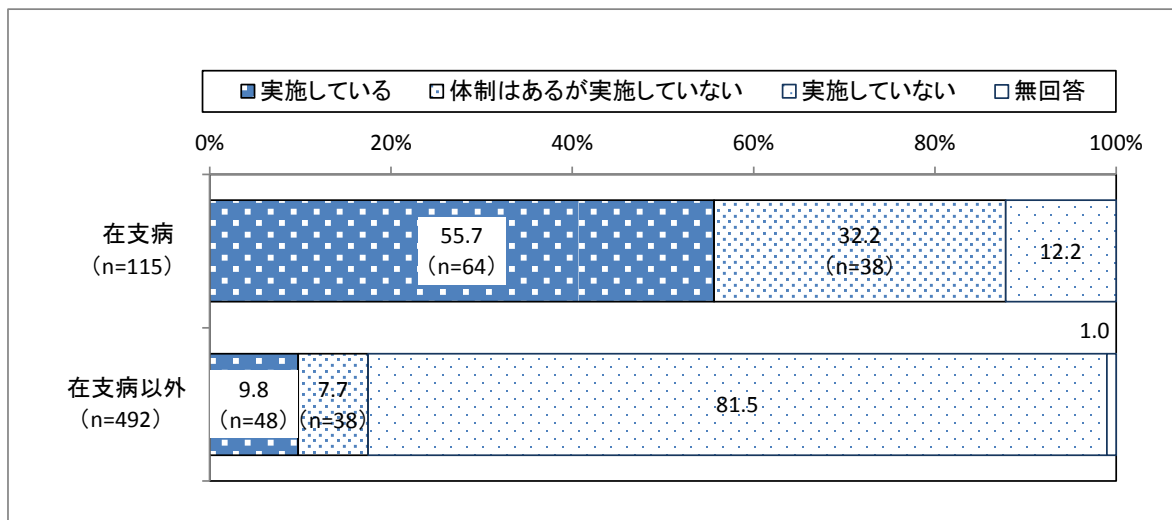 実施している 体制はあるが実施していない 実施していない 無回答
0% 20% 40% 60% 80% 100%
在支病
（n=115）
55.7
（n=64）
32.2
（n=38）
12.2
1.0
在支病以外
（n=492）
9.8
（n=48）
7.7
（n=38）
81.5